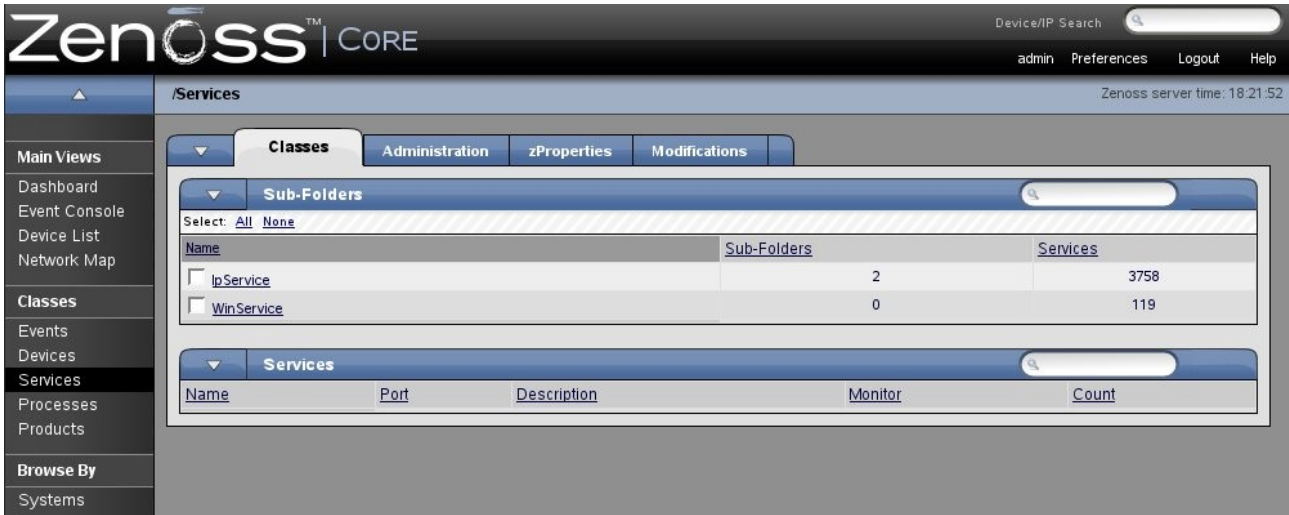 Zenoss™ | CORE
Device/IP Search
admin Preferences Logout Help
/Services
Zenoss server time: 18:21:52
Main Views
Dashboard
Event Console
Device List
Network Map
Classes
Events
Devices
Services
Processes
Products
Browse By
Systems
Classes Administration zProperties Modifications
Sub-Folders
Select: All None
Name Sub-Folders Services
IpService 2 3758
WinService 0 119
Services
Name Port Description Monitor Count